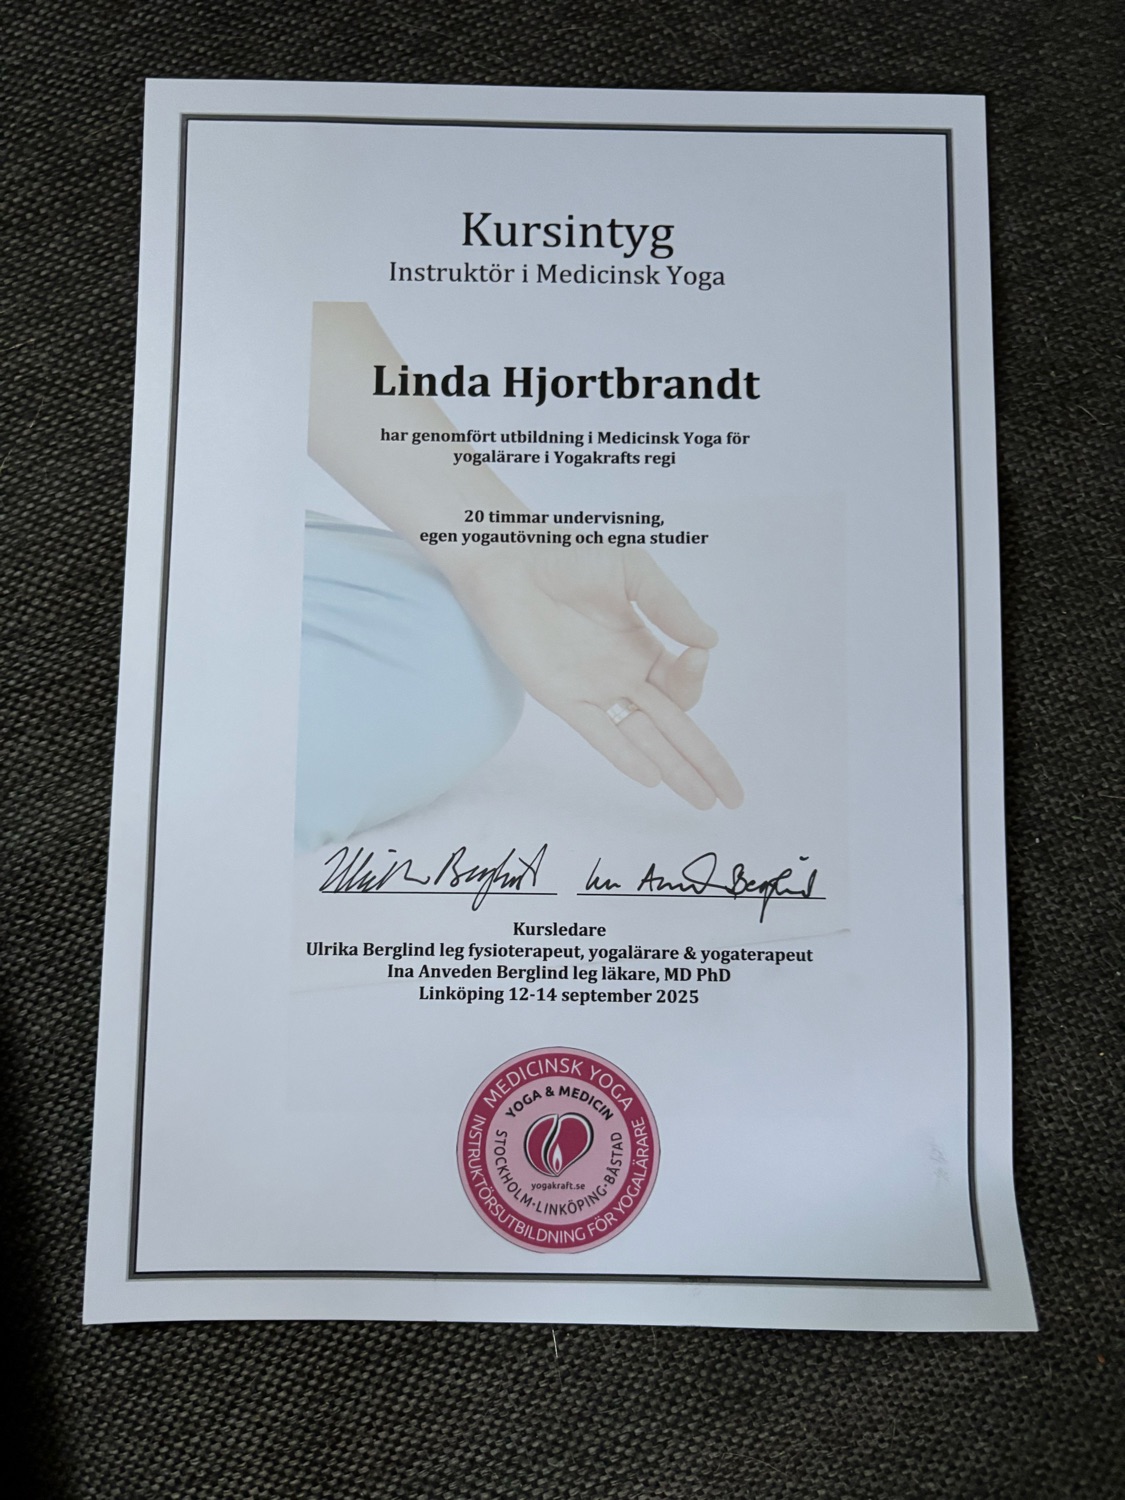 Kursintyg
Instruktör i Medicinsk Yoga
Linda Hjortbrandt
har genomfört utbildning i Medicinsk Yoga för
yogalärare i Yogakrafts regi
20 timmar undervisning,
egen yogautövning och egna studier
Kursledare
Ulrika Berglind leg fysioterapeut, yogalärare & yogaterapeut
Ina Anveden Berglind leg läkare, MD PhD
Linköping 12-14 september 2025
MEDICINSK YOGA
INSTRUKTÖRSUTBILDNING FÖR YOGALÄRARE
YOGA & MEDICIN
STOCKHOLM·LINKÖPING·BÅSTAD
yogakraft.se